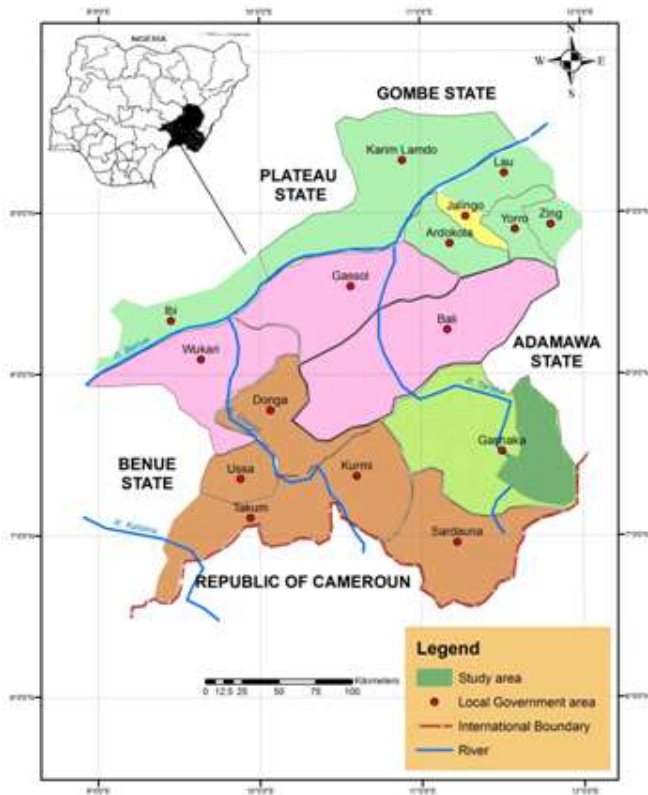 NIGERIA
N
W E
S
GOMBE STATE
Karim Lamdo
Lau
PLATEAU
STATE
Jalingo
Zing
Yorro
Ardokola
Gassol
Ibi
Bali
R. Benue
ADAMAWA
STATE
Wukari
Donga
Gashaka
BENUE
STATE
Ussa
Kurmi
Takum
Sardauna
REPUBLIC OF CAMEROUN
Legend
Study area
Local Government area
International Boundary
River
Kilometers
0 12.5 25 50 75 100